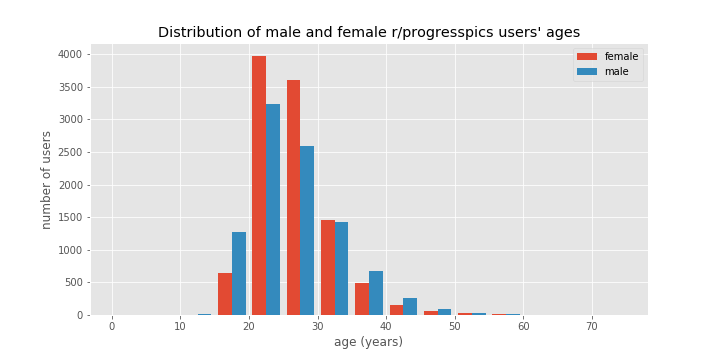 Distribution of male and female r/progresspics users' ages
female
male
number of users
4000
3500
3000
2500
2000
1500
1000
500
0
0 10 20 30 40 50 60 70
age (years)